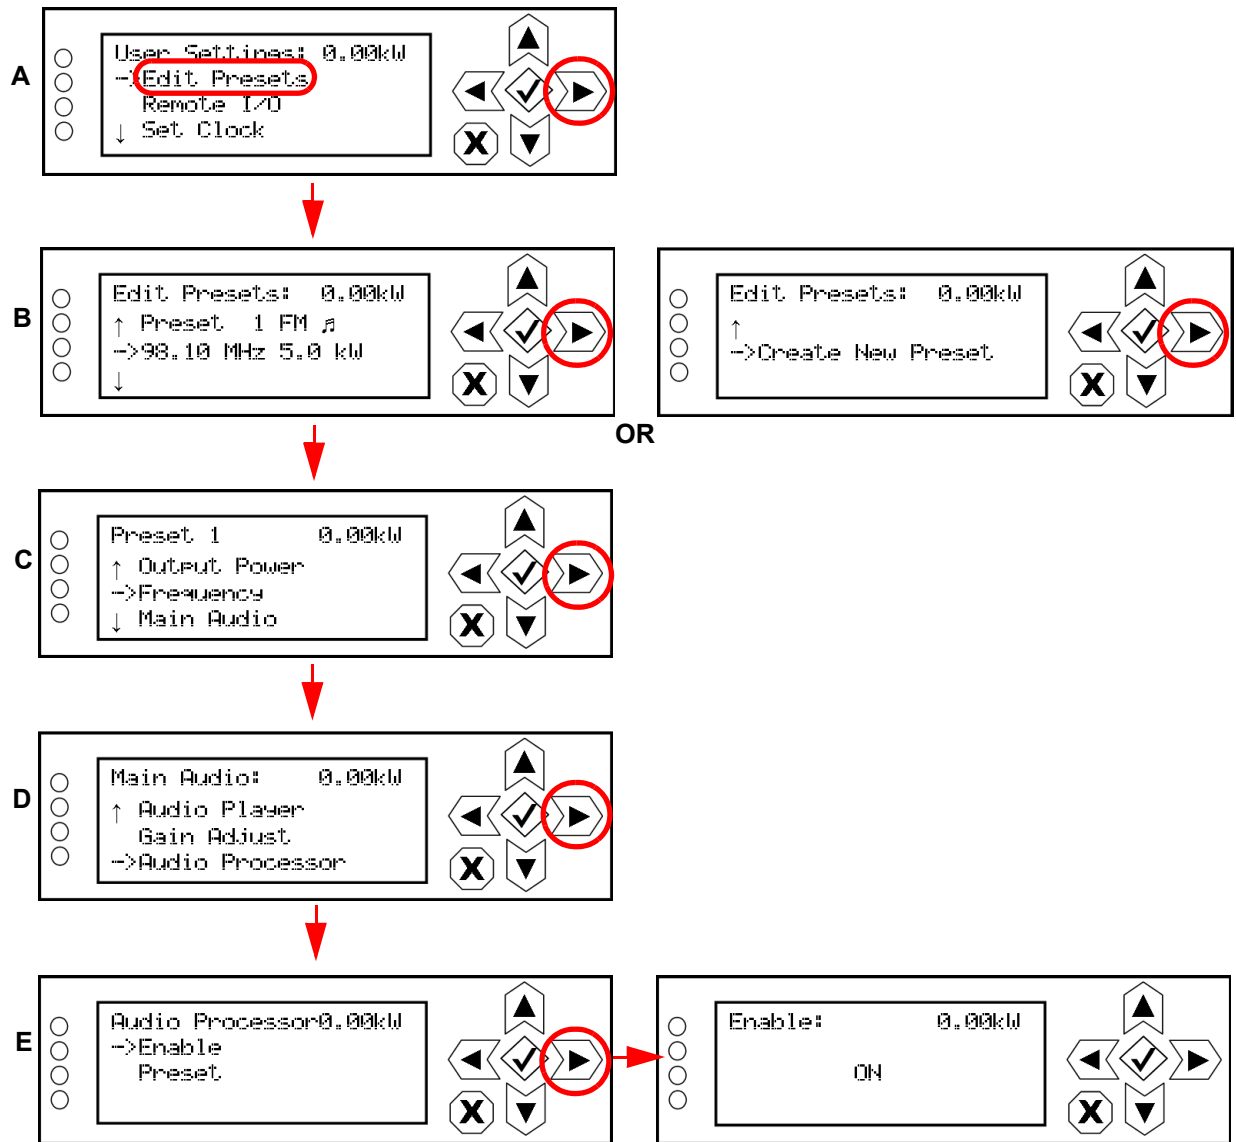 A
User Settings: 0.00kW
->Edit Presets
Remote I/O
↓ Set Clock
X
B
Edit Presets: 0.00kW
↑ Preset 1 FM ♬
->98.10 MHz 5.0 kW
↓
X
Edit Presets: 0.00kW
↑
->Create New Preset
X
OR
C
Preset 1 0.00kW
↑ Output Power
->Frequency
↓ Main Audio
X
D
Main Audio: 0.00kW
↑ Audio Player
Gain Adjust
->Audio Processor
X
E
Audio Processor0.00kW
->Enable
Preset
X
Enable: 0.00kW
ON
X